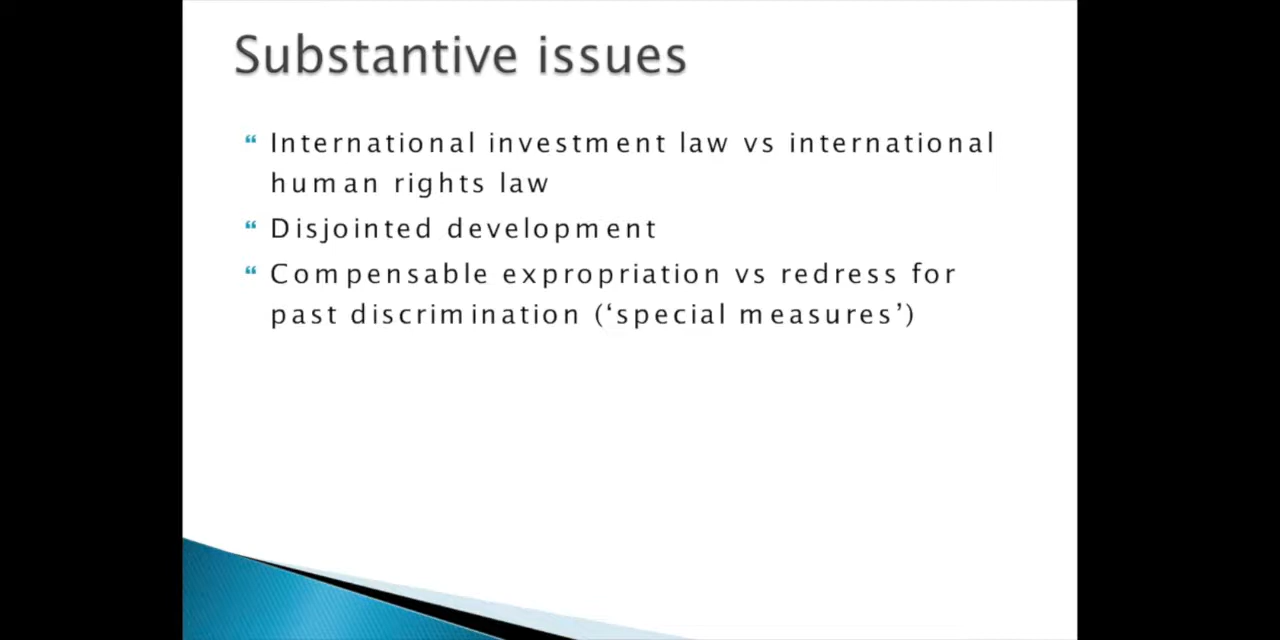 Substantive issues
“ International investment law vs international
human rights law
“ Disjointed development
“ Compensable expropriation vs redress for
past discrimination (‘special measures’)